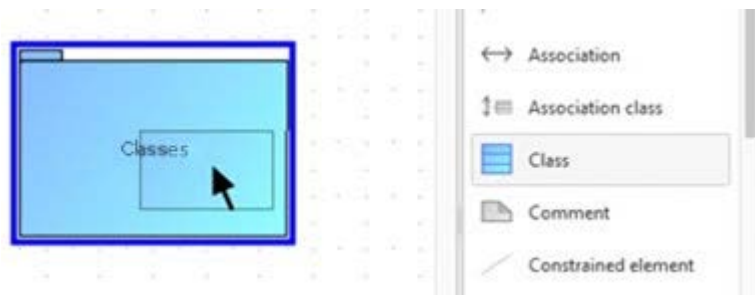 Classes
Association
Association class
Class
Comment
Constrained element